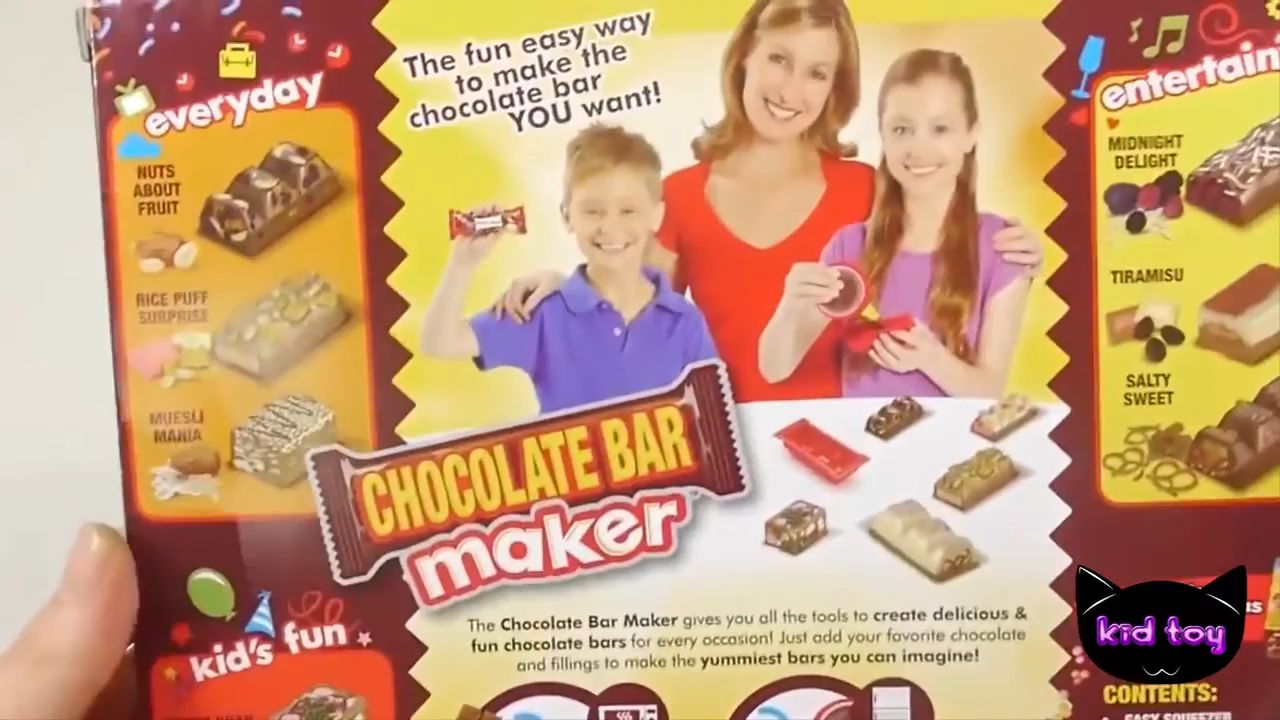 The fun easy way
to make the
chocolate bar
YOU want!
everyday
NUTS
ABOUT
FRUIT
RICE PUFF
SURPRISE
MUESLI
MANIA
kid's fun
CHOCOLATE BAR
maker
The Chocolate Bar Maker gives you all the tools to create delicious &
fun chocolate bars for every occasion! Just add your favorite chocolate
and fillings to make the yummiest bars you can imagine!
entertain
MIDNIGHT
DELIGHT
TIRAMISU
SALTY
SWEET
kid toy
CONTENTS: